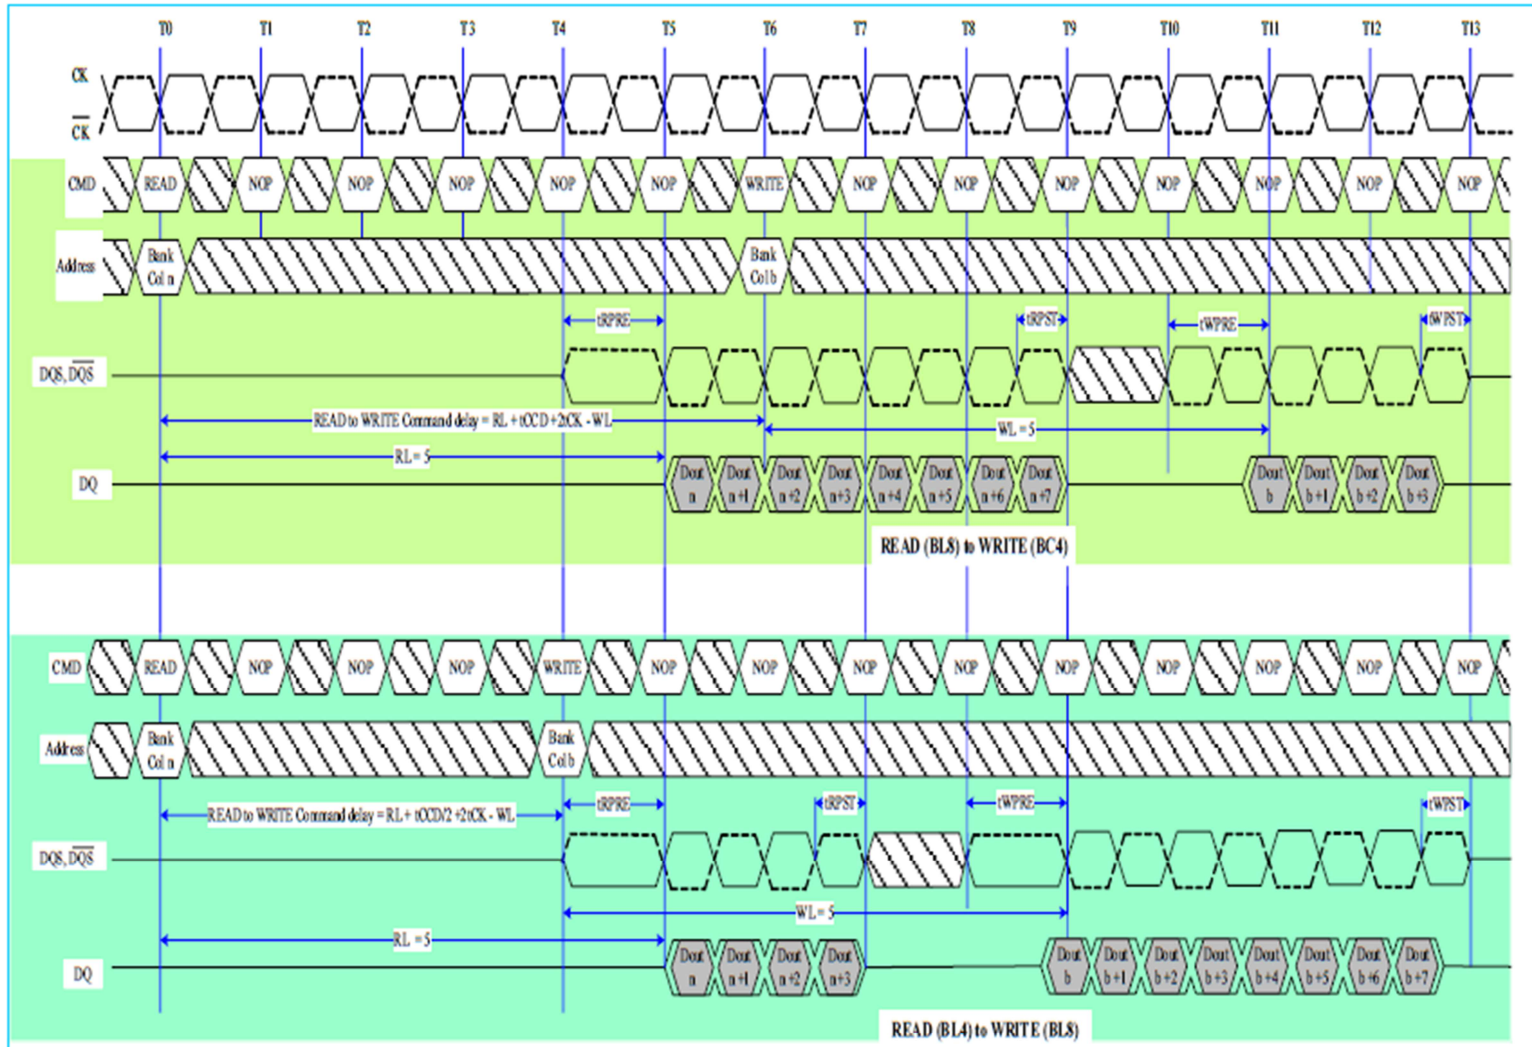 T0 T1 T2 T3 T4 T5 T6 T7 T8 T9 T10 T11 T12 T13
CK
CK
CMD READ NOP NOP NOP NOP NOP WRITE NOP NOP NOP NOP NOP NOP NOP
Address Bank Col n Bank Col b
tRPRE tRPST tWPRE tWPST
DQS, DQS
READ to WRITE Command delay = RL + tCCD +2tCK - WL
WL = 5
RL = 5
DQ Dout n Dout n+1 Dout n+2 Dout n+3 Dout n+4 Dout n+5 Dout n+6 Dout n+7 Dout b Dout b+1 Dout b+2 Dout b+3
READ (BL8) to WRITE (BC4)
CMD READ NOP NOP NOP WRITE NOP NOP NOP NOP NOP NOP NOP NOP NOP
Address Bank Col n Bank Col b
tRPRE tRPST tWPRE tWPST
READ to WRITE Command delay = RL + tCCD/2 +2tCK - WL
DQS, DQS
WL = 5
RL = 5
DQ Dout n Dout n+1 Dout n+2 Dout n+3 Dout b Dout b+1 Dout b+2 Dout b+3 Dout b+4 Dout b+5 Dout b+6 Dout b+7
READ (BL4) to WRITE (BL8)